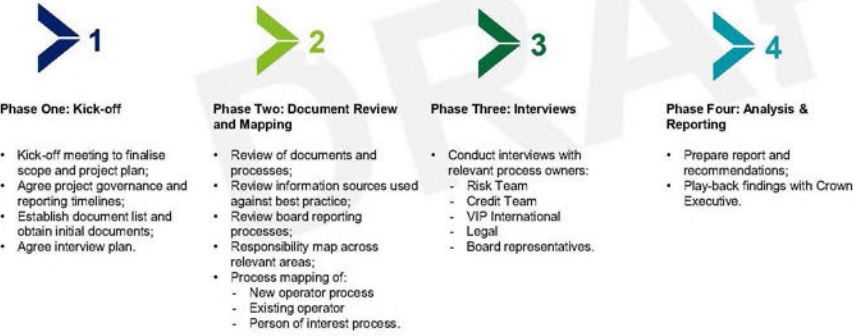 1
Phase One: Kick-off
• Kick-off meeting to finalise
scope and project plan;
• Agree project governance and
reporting timelines;
• Establish document list and
obtain initial documents;
• Agree interview plan.
2
Phase Two: Document Review
and Mapping
• Review of documents and
processes;
• Review information sources used
against best practice;
• Review board reporting
processes;
• Responsibility map across
relevant areas;
• Process mapping of:
- New operator process
- Existing operator
- Person of interest process.
3
Phase Three: Interviews
• Conduct interviews with
relevant process owners:
- Risk Team
- Credit Team
- VIP International
- Legal
- Board representatives.
4
Phase Four: Analysis &
Reporting
• Prepare report and
recommendations;
• Play-back findings with Crown
Executive.